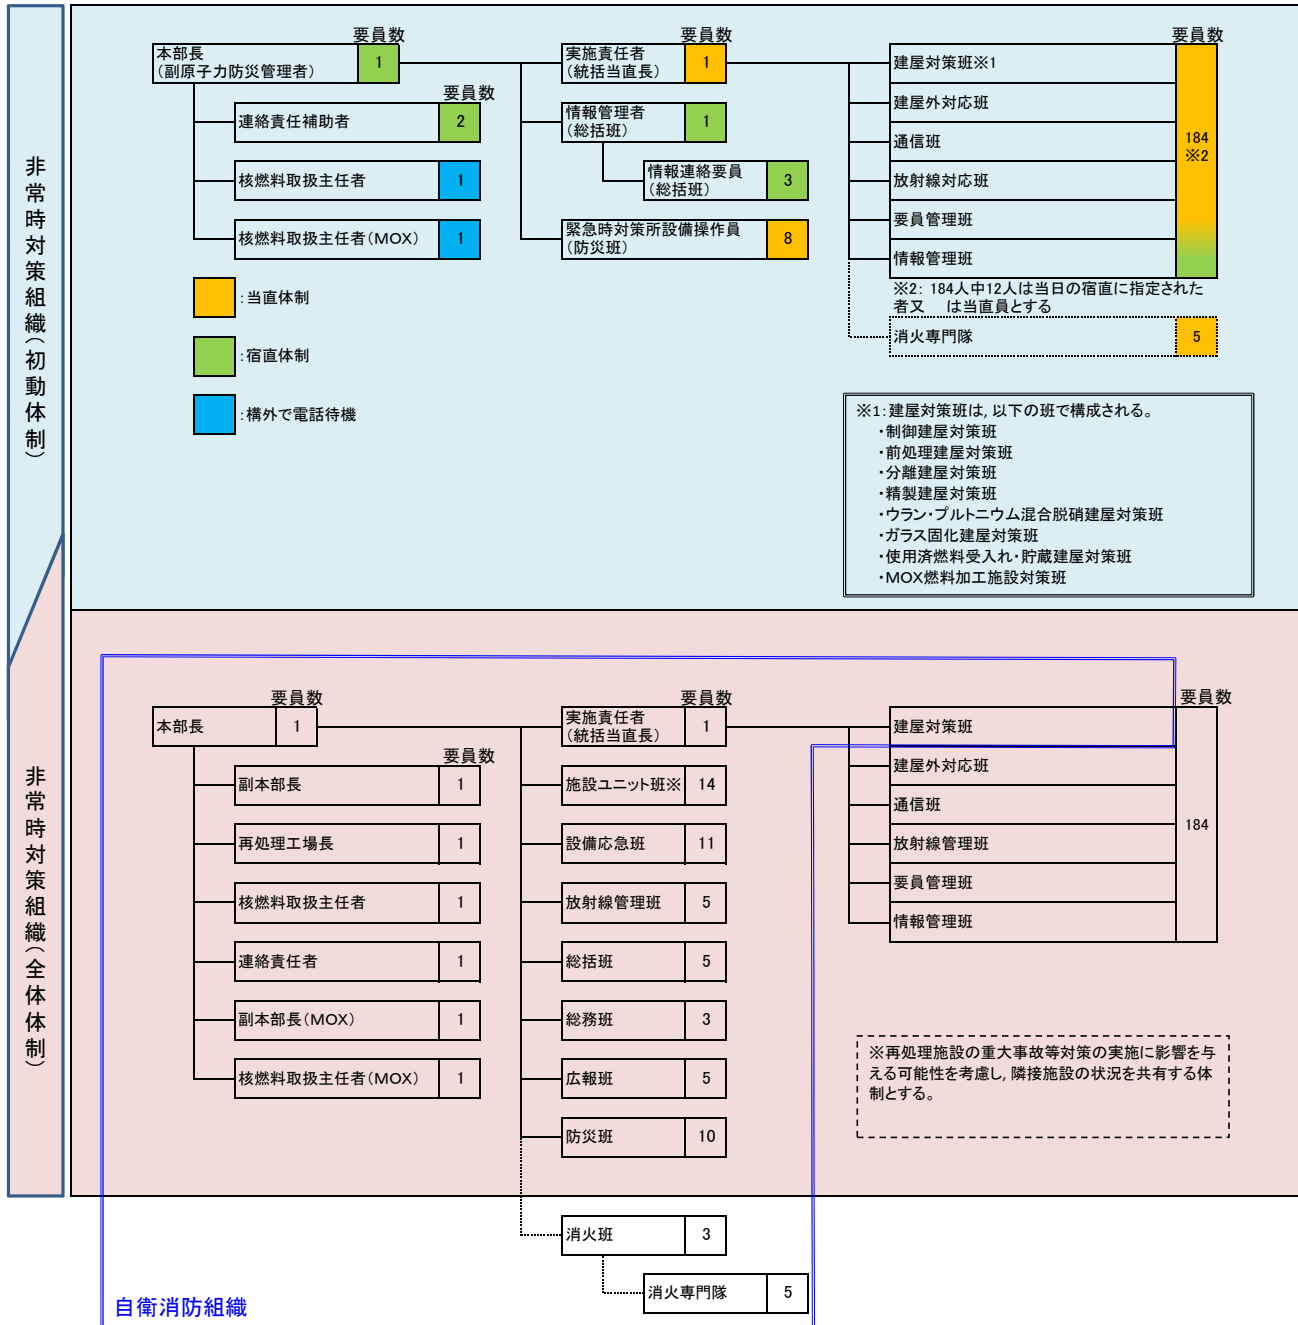 非常時対策組織（初動体制）
要員数
本部長
（副原子力防災管理者）
1
要員数
連絡責任補助者
2
核燃料取扱主任者
1
核燃料取扱主任者（MOX）
1
：当直体制
：宿直体制
：構外で電話待機
要員数
実施責任者
（統括当直長）
1
情報管理者
（総括班）
1
情報連絡要員
（総括班）
3
緊急時対策所設備操作員
（防災班）
8
要員数
建屋対策班※1
建屋外対応班
通信班
放射線対応班
要員管理班
情報管理班
184
※2
※2： 184人中12人は当日の宿直に指定された
者又　は当直員とする
消火専門隊
5
※1：建屋対策班は，以下の班で構成される。
・制御建屋対策班
・前処理建屋対策班
・分離建屋対策班
・精製建屋対策班
・ウラン・プルトニウム混合脱硝建屋対策班
・ガラス固化建屋対策班
・使用済燃料受入れ・貯蔵建屋対策班
・MOX燃料加工施設対策班
非常時対策組織（全体体制）
要員数
本部長
1
要員数
副本部長
1
再処理工場長
1
核燃料取扱主任者
1
連絡責任者
1
副本部長（MOX）
1
核燃料取扱主任者（MOX）
1
要員数
実施責任者
（統括当直長）
1
施設ユニット班※
14
設備応急班
11
放射線管理班
5
総括班
5
総務班
3
広報班
5
防災班
10
消火班
3
消火専門隊
5
要員数
建屋対策班
建屋外対応班
通信班
放射線管理班
要員管理班
情報管理班
184
※再処理施設の重大事故等対策の実施に影響を与
える可能性を考慮し，隣接施設の状況を共有する体
制とする。
自衛消防組織